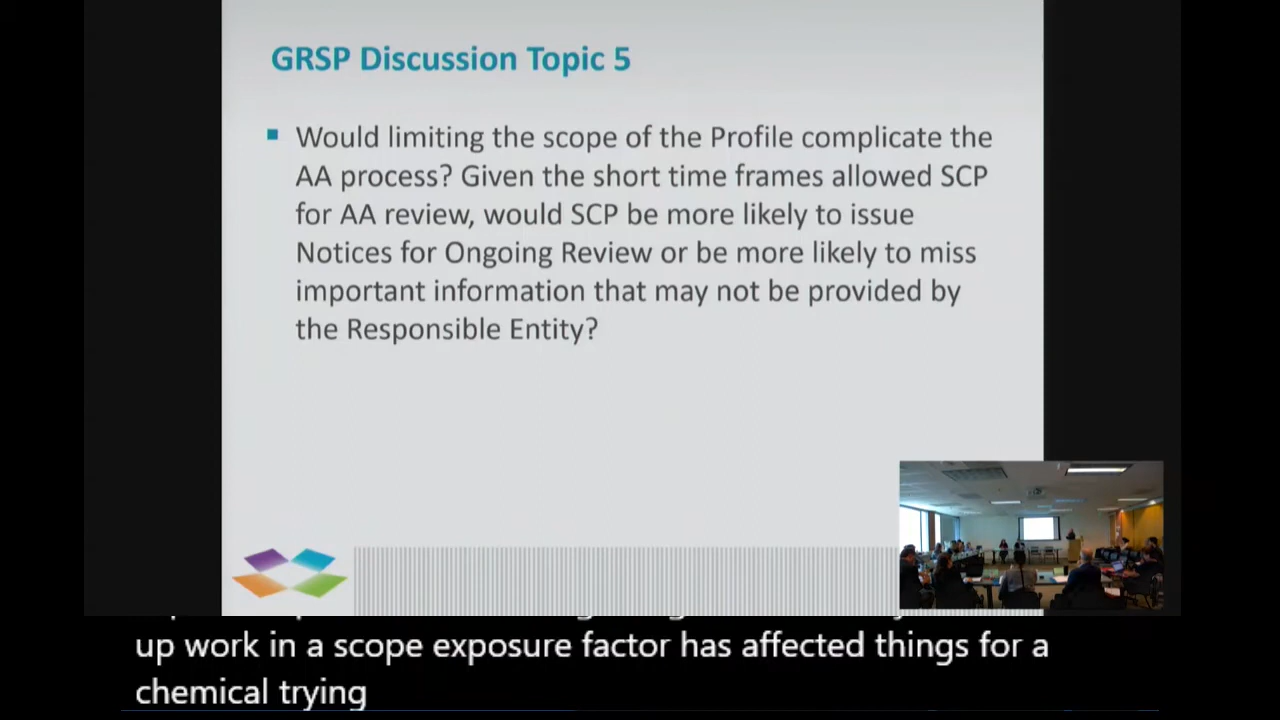 GRSP Discussion Topic 5
Would limiting the scope of the Profile complicate the
AA process? Given the short time frames allowed SCP
for AA review, would SCP be more likely to issue
Notices for Ongoing Review or be more likely to miss
important information that may not be provided by
the Responsible Entity?
up work in a scope exposure factor has affected things for a
chemical trying